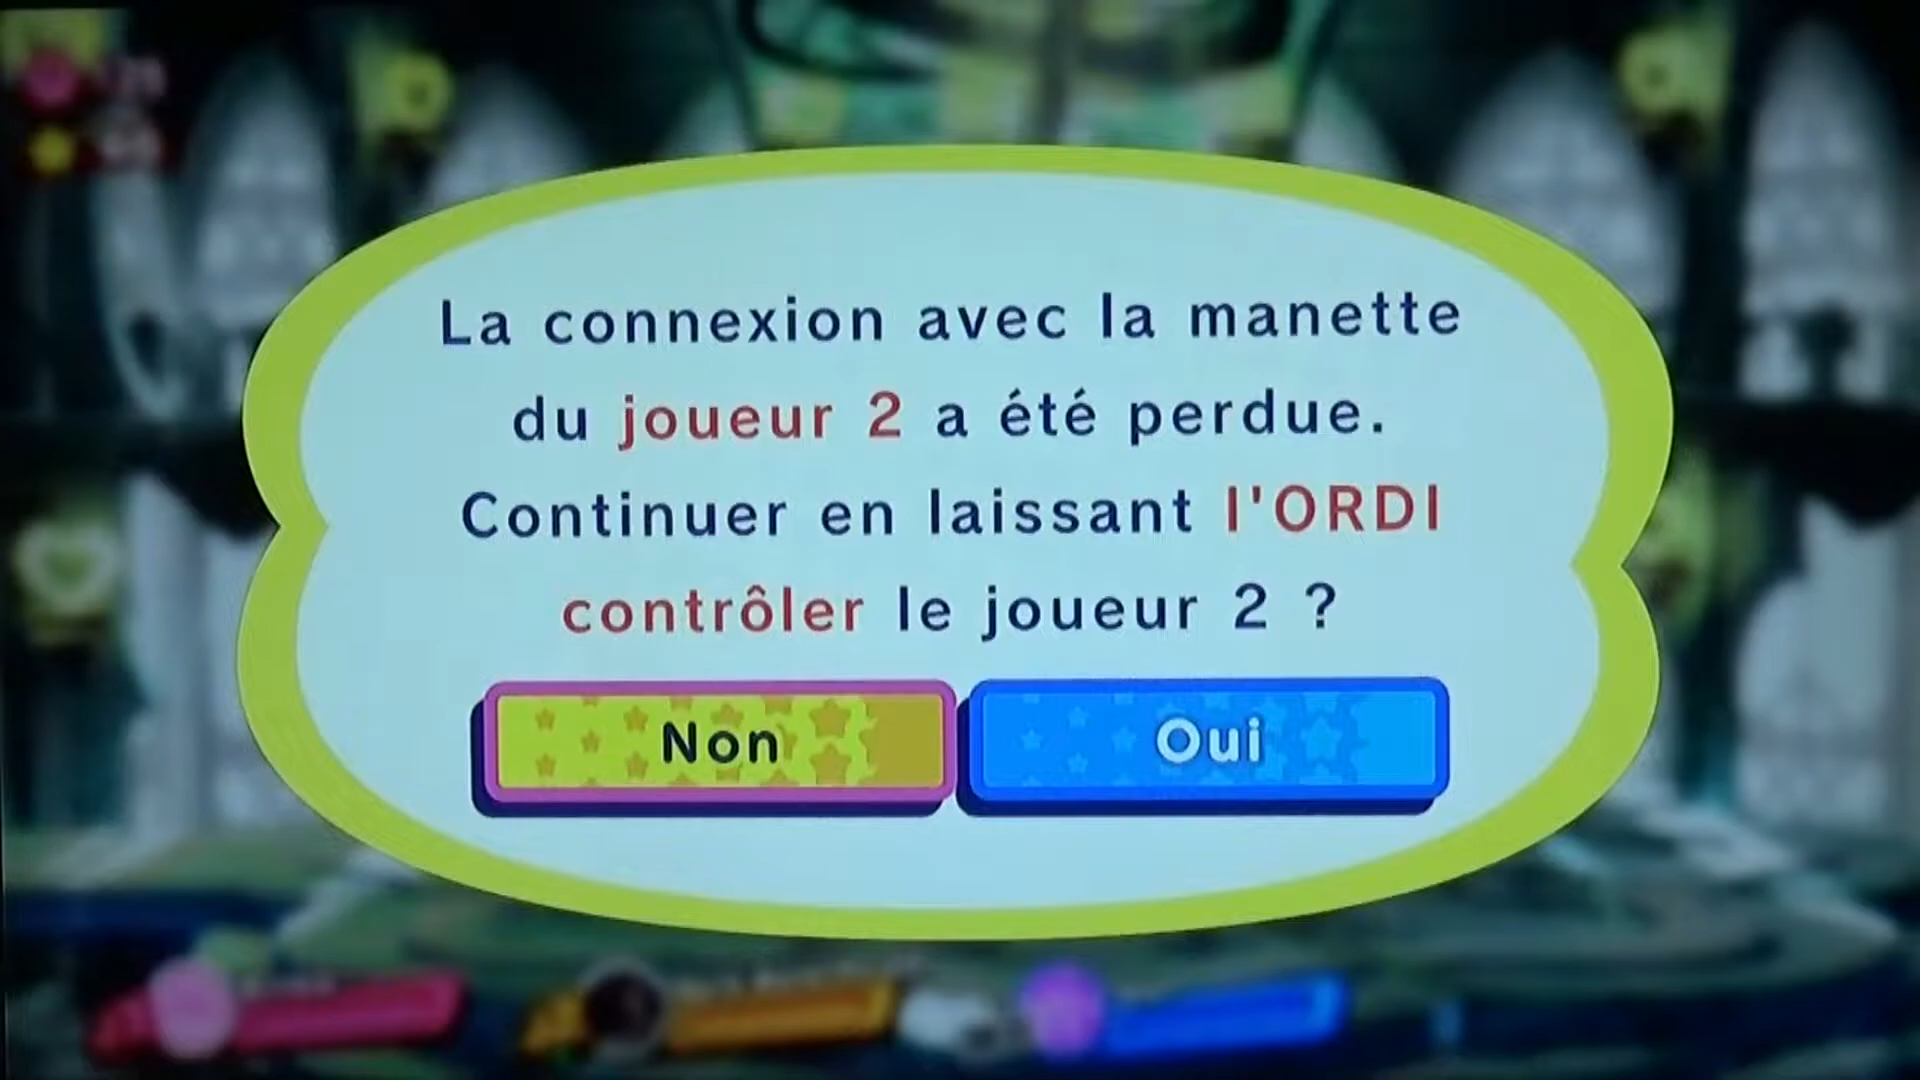 La connexion avec la manette
du joueur 2 a été perdue.
Continuer en laissant l'ORDI
contrôler le joueur 2 ?
Non
Oui